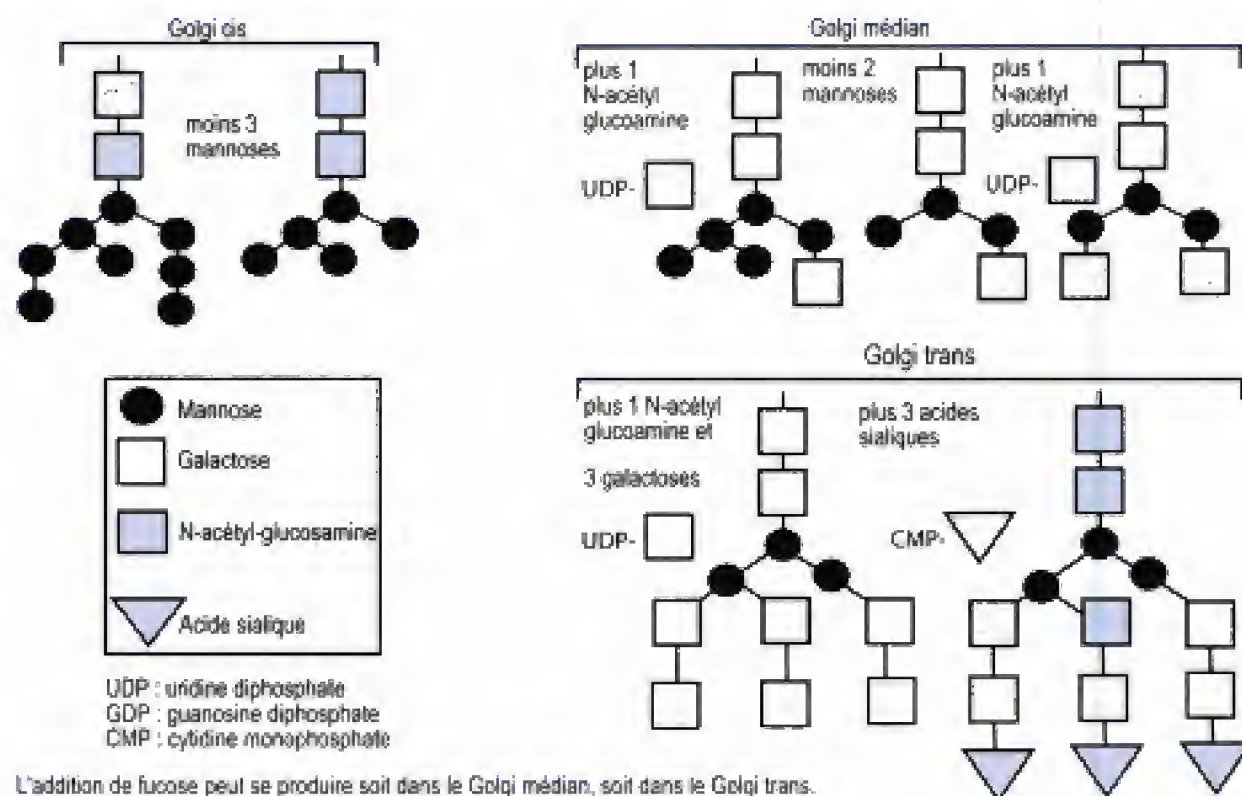 Golgi cis
moins 3
mannoses
Golgi médian
plus 1
N-acétyl
glucoamine
UDP-
moins 2
mannoses
plus 1
N-acétyl
glucoamine
UDP-
Mannose
Galactose
N-acétyl-glucosamine
Acide sialique
UDP : uridine diphosphate
GDP : guanosine diphosphate
CMP : cytidine monophosphate
Golgi trans
plus 1 N-acétyl
glucoamine et
3 galactoses
UDP-
plus 3 acides
sialiques
CMP-
L'addition de fucose peut se produire soit dans le Golgi médian, soit dans le Golgi trans.